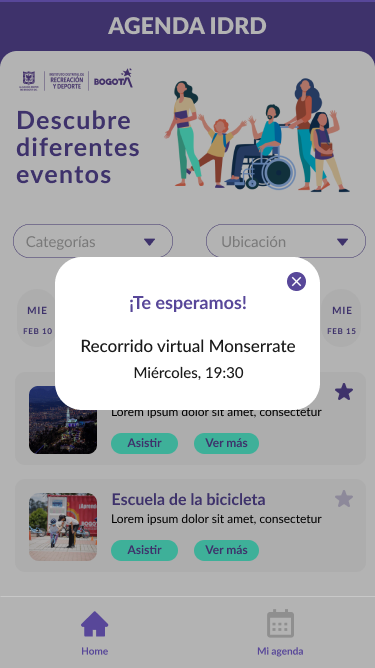 AGENDA IDRD
INSTITUTO DISTRITAL DE
RECREACIÓN
Y DEPORTE
BOGOTÁ
Descubre
diferentes
eventos
Categorías
Ubicación
MIE
FEB 10
MIE
FEB 15
¡Te esperamos!
Recorrido virtual Monserrate
Miércoles, 19:30
Lorem ipsum dolor sit amet, consectetur
Asistir
Ver más
Escuela de la bicicleta
Lorem ipsum dolor sit amet, consectetur
Asistir
Ver más
Home
Mi agenda